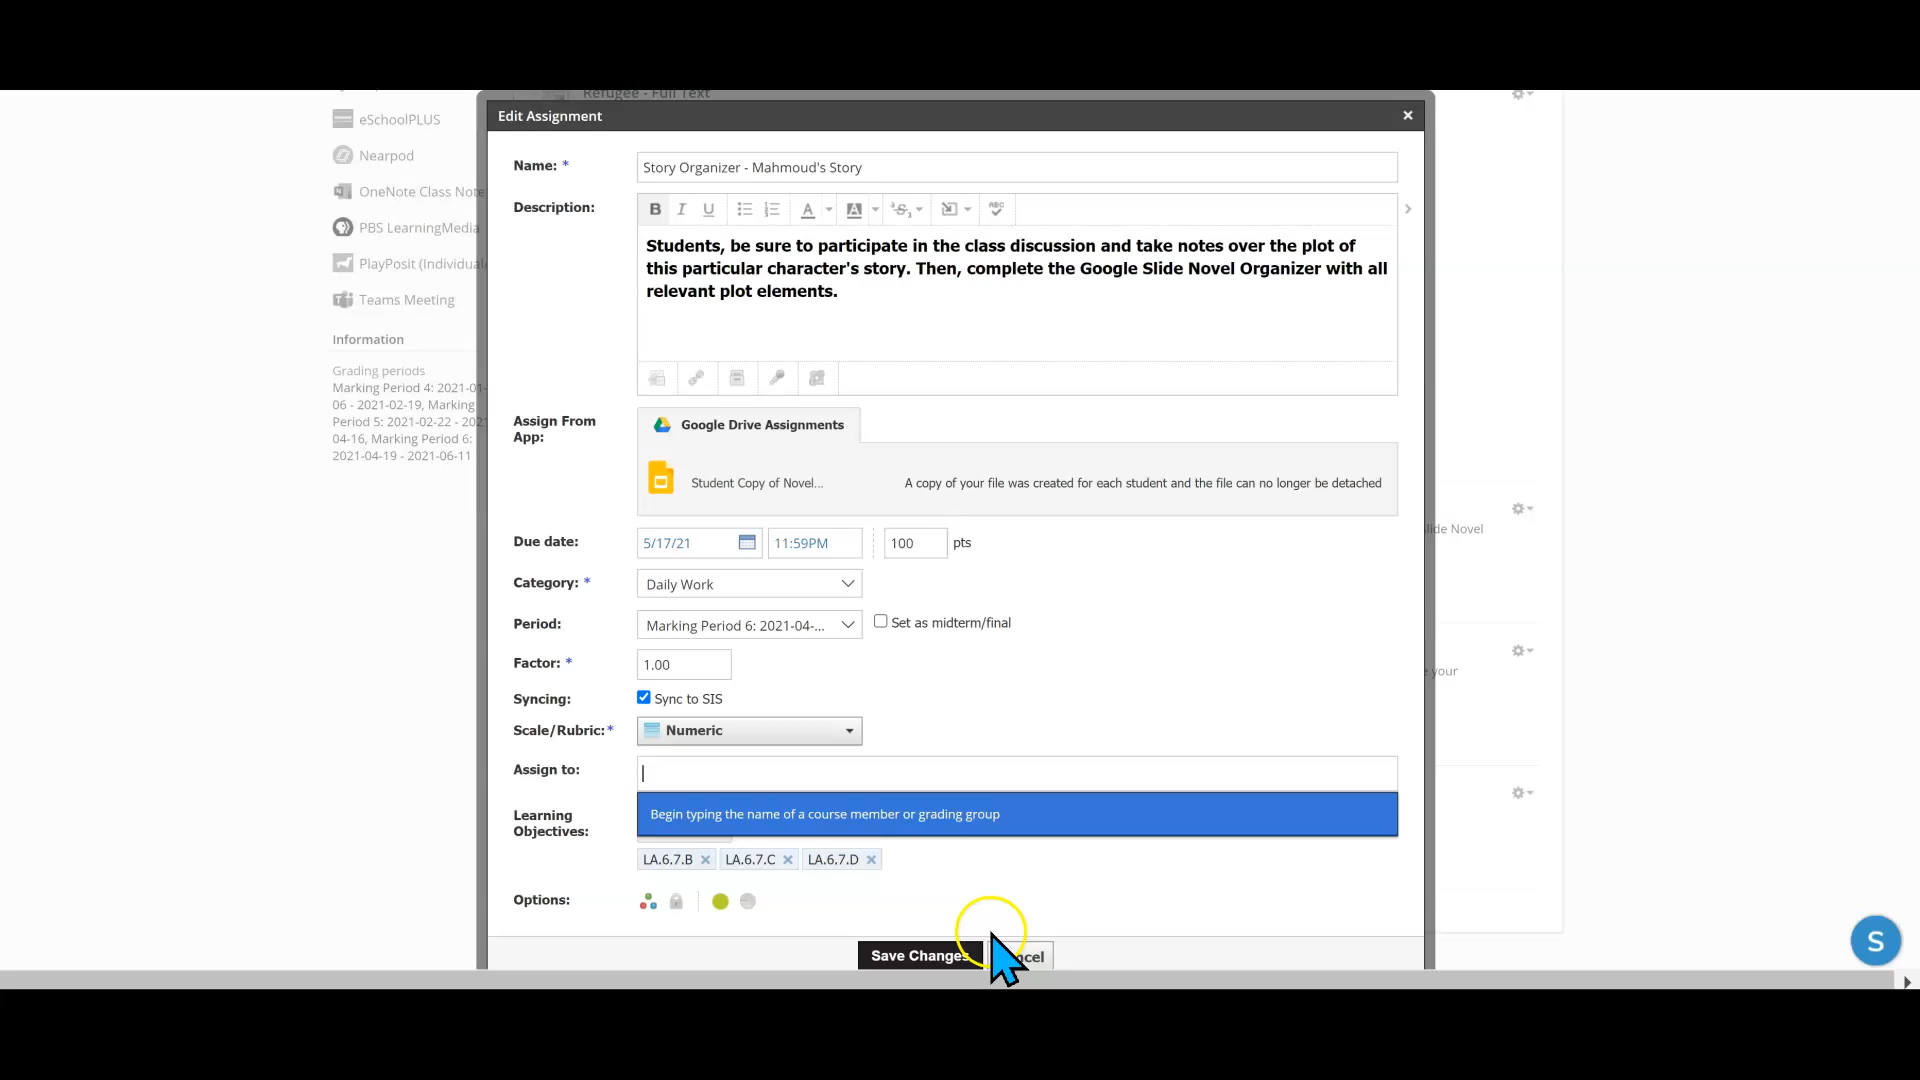 Refugee - Full Text
Edit Assignment
eSchoolPLUS
Nearpod
OneNote Class Note
PBS LearningMedia
PlayPosit (Individual
Teams Meeting
Information
Grading periods
Marking Period 4: 2021-01-
06 - 2021-02-19, Marking
Period 5: 2021-02-22 - 2021
04-16, Marking Period 6:
2021-04-19 - 2021-06-11
Name: *
Story Organizer - Mahmoud's Story
Description:
B I U A A S ABC
Students, be sure to participate in the class discussion and take notes over the plot of
this particular character's story. Then, complete the Google Slide Novel Organizer with all
relevant plot elements.
Assign From
App:
Google Drive Assignments
Student Copy of Novel...
A copy of your file was created for each student and the file can no longer be detached
Due date:
5/17/21
11:59PM
100
pts
Category: *
Daily Work
Period:
Marking Period 6: 2021-04-...
Set as midterm/final
Factor: *
1.00
Syncing:
Sync to SIS
Scale/Rubric: *
Numeric
Assign to:
Begin typing the name of a course member or grading group
Learning
Objectives:
LA.6.7.B
LA.6.7.C
LA.6.7.D
Options:
Save Changes
lide Novel
your
S